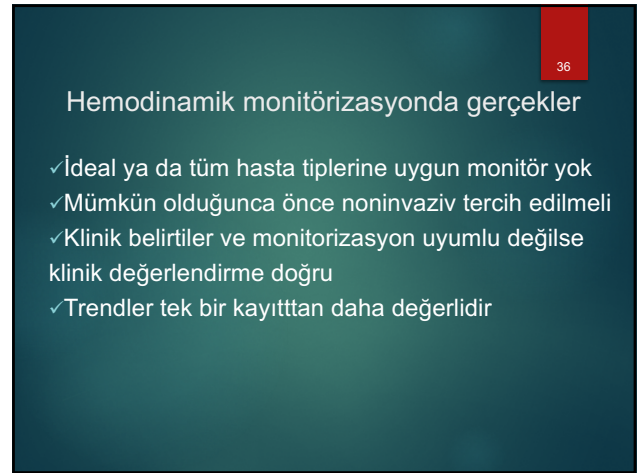 36
Hemodinamik monitörizasyonda gerçekler
✓İdeal ya da tüm hasta tiplerine uygun monitör yok
✓Mümkün olduğunca önce noninvaziv tercih edilmeli
✓Klinik belirtiler ve monitorizasyon uyumlu değilse
klinik değerlendirme doğru
✓Trendler tek bir kayıtttan daha değerlidir